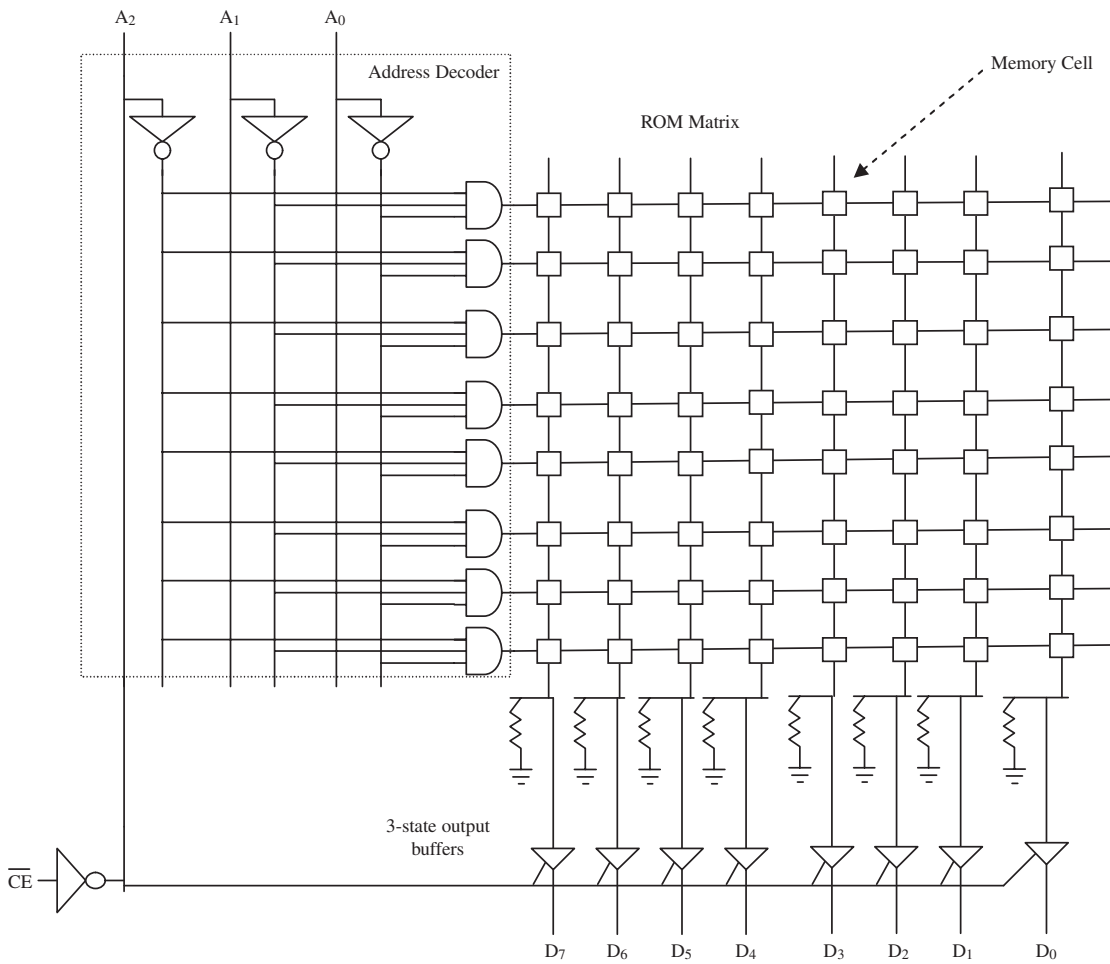 A₂ A₁ A₀
Address Decoder
Memory Cell
ROM Matrix
3-state output
buffers
C̅E̅
D₇ D₆ D₅ D₄ D₃ D₂ D₁ D₀